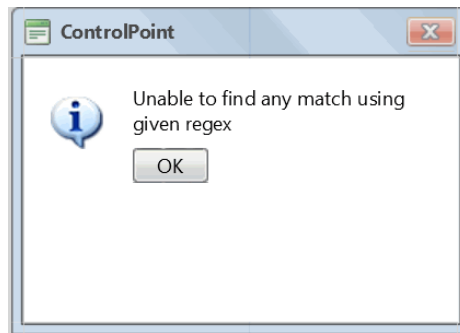 ControlPoint
Unable to find any match using
given regex
OK